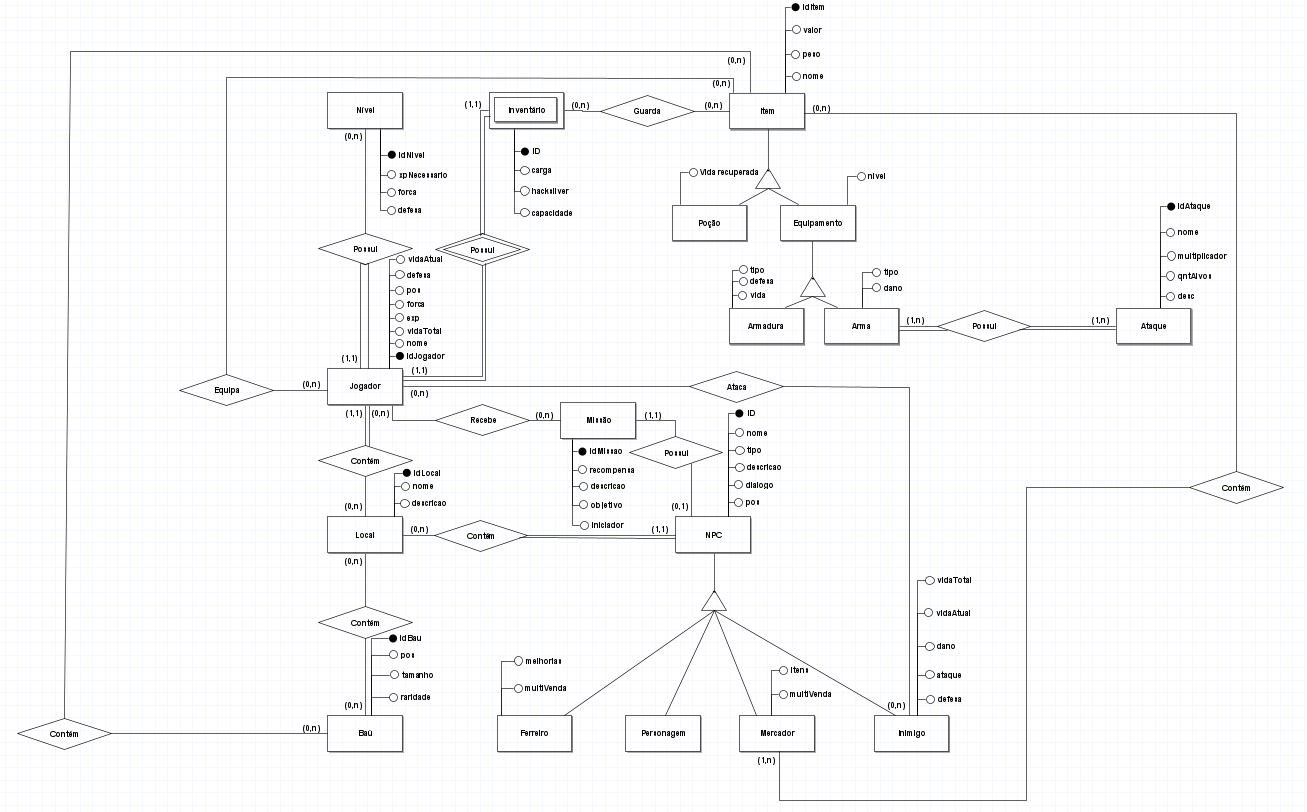 idItem
valor
peso
nome
(0,n)
(0,n)
Nível
(1,1)
Inventário
(0,n)
Guarda
(0,n)
Item
(0,n)
(0,n)
idNivel
xpNecessario
forca
defesa
ID
carga
hacksilver
capacidade
Vida recuperada
nivel
Poção
Equipamento
idAtaque
nome
multiplicador
qntAlvos
desc
Possui
Possui
vidaAtual
defesa
pos
forca
exp
vidaTotal
nome
idJogador
tipo
defesa
vida
tipo
dano
Armadura
Arma
(1,n)
Possui
(1,n)
Ataque
(1,1)
(1,1)
Equipa
(0,n)
Jogador
(0,n)
Ataca
(1,1)
(0,n)
Recebe
(0,n)
Missão
(1,1)
ID
nome
tipo
descricao
dialogo
pos
Contém
idMissao
recompensa
descricao
objetivo
iniciador
Possui
idLocal
nome
descricao
(0,n)
(0,1)
Contém
Local
(0,n)
Contém
(1,1)
NPC
(0,n)
vidaTotal
vidaAtual
dano
ataque
defesa
Contém
idBau
pos
tamanho
raridade
melhorias
multiVenda
itens
multiVenda
(0,n)
(0,n)
Contém
(0,n)
Baú
Ferreiro
Personagem
Mercador
Inimigo
(1,n)